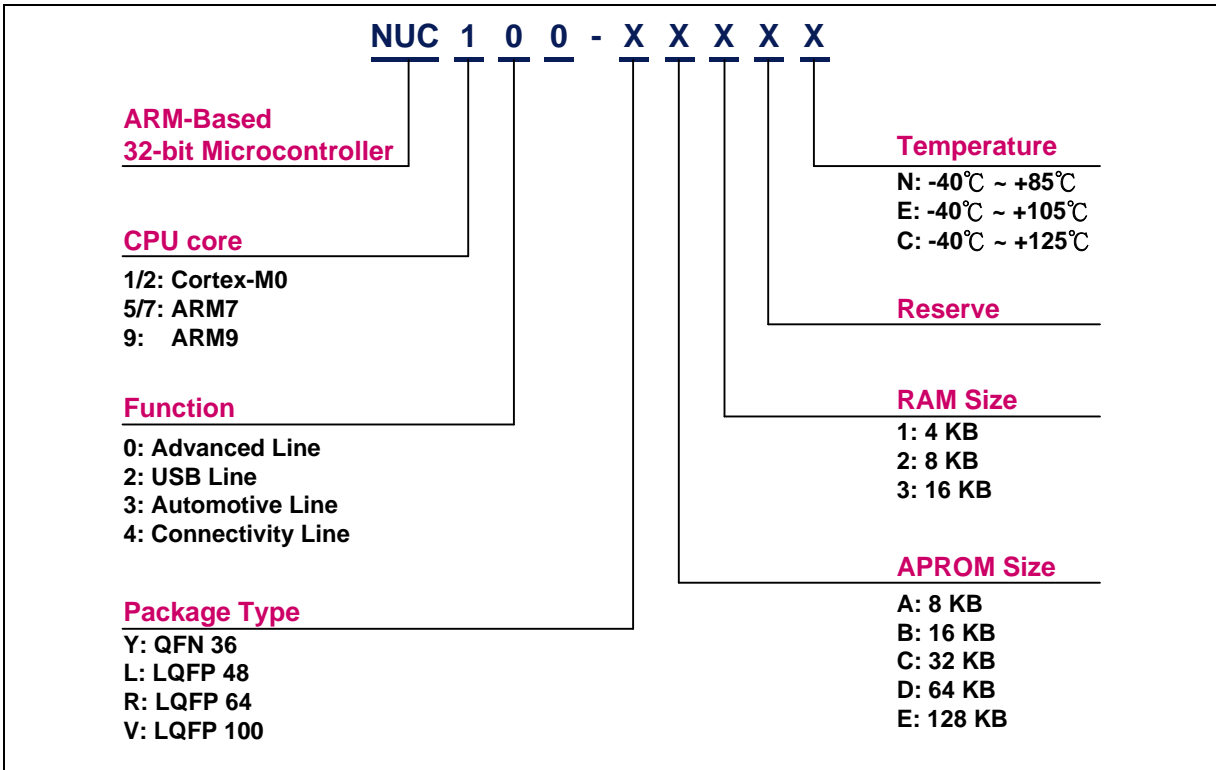 NUC 1 0 0 - X X X X X
ARM-Based
32-bit Microcontroller
CPU core
1/2: Cortex-M0
5/7: ARM7
9: ARM9
Function
0: Advanced Line
2: USB Line
3: Automotive Line
4: Connectivity Line
Package Type
Y: QFN 36
L: LQFP 48
R: LQFP 64
V: LQFP 100
Temperature
N: -40℃ ~ +85℃
E: -40℃ ~ +105℃
C: -40℃ ~ +125℃
Reserve
RAM Size
1: 4 KB
2: 8 KB
3: 16 KB
APROM Size
A: 8 KB
B: 16 KB
C: 32 KB
D: 64 KB
E: 128 KB